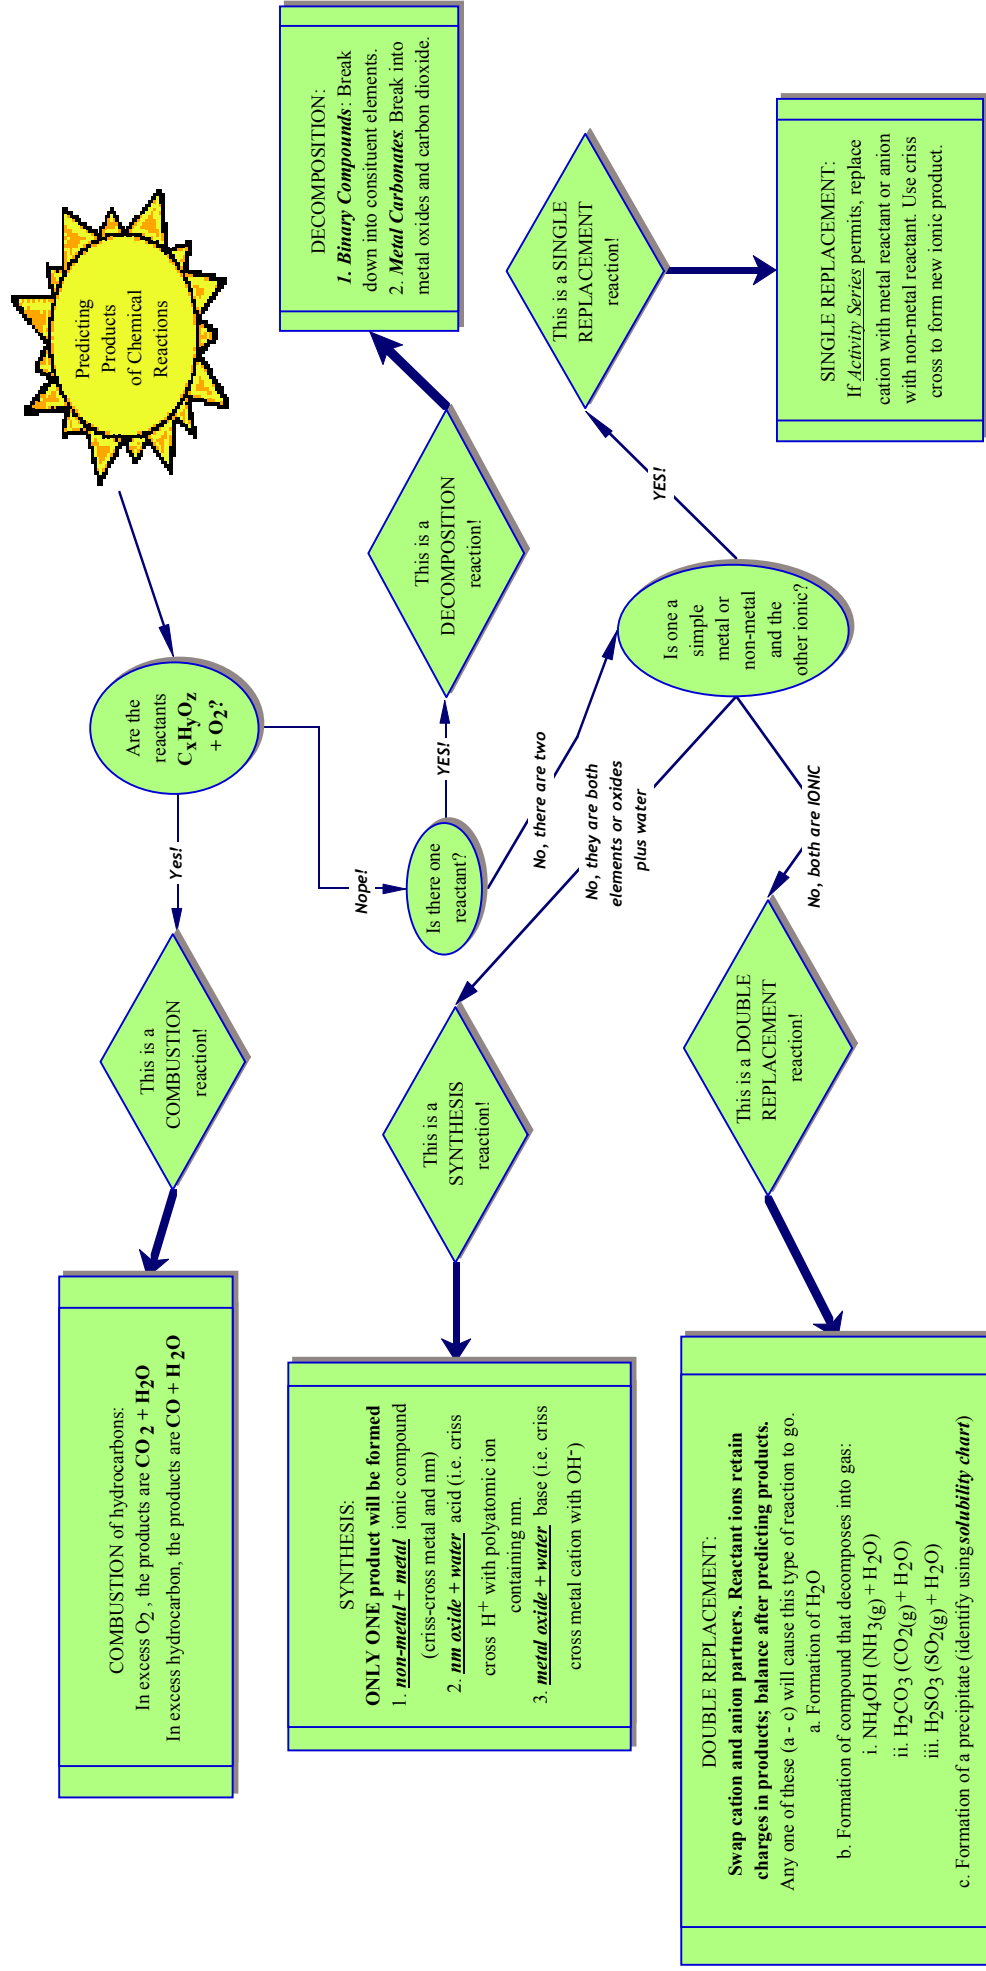 Predicting
Products
of Chemical
Reactions
Are the
reactants
CxHyOz
+ O2?
Yes!
This is a
COMBUSTION
reaction!
COMBUSTION of hydrocarbons:
In excess O2 , the products are CO 2 + H2O
In excess hydrocarbon, the products are CO + H 2O
Nope!
Is there one
reactant?
YES!
This is a
DECOMPOSITION
reaction!
DECOMPOSITION:
1. Binary Compounds: Break
down into consituent elements.
2. Metal Carbonates: Break into
metal oxides and carbon dioxide.
No, there are two
Is one a
simple
metal or
non-metal
and the
other ionic?
YES!
This is a SINGLE
REPLACEMENT
reaction!
SINGLE REPLACEMENT:
If Activity Series permits, replace
cation with metal reactant or anion
with non-metal reactant. Use criss
cross to form new ionic product.
No, they are both
elements or oxides
plus water
This is a
SYNTHESIS
reaction!
SYNTHESIS:
ONLY ONE product will be formed
1. non-metal + metal ionic compound
(criss-cross metal and nm)
2. nm oxide + water acid (i.e. criss
cross H+ with polyatomic ion
containing nm.
3. metal oxide + water base (i.e. criss
cross metal cation with OH-)
No, both are IONIC
This is a DOUBLE
REPLACEMENT
reaction!
DOUBLE REPLACEMENT:
Swap cation and anion partners. Reactant ions retain
charges in products; balance after predicting products.
Any one of these (a - c) will cause this type of reaction to go.
a. Formation of H2O
b. Formation of compound that decomposes into gas:
i. NH4OH (NH3(g) + H2O)
ii. H2CO3 (CO2(g) + H2O)
iii. H2SO3 (SO2(g) + H2O)
c. Formation of a precipitate (identify using solubility chart)